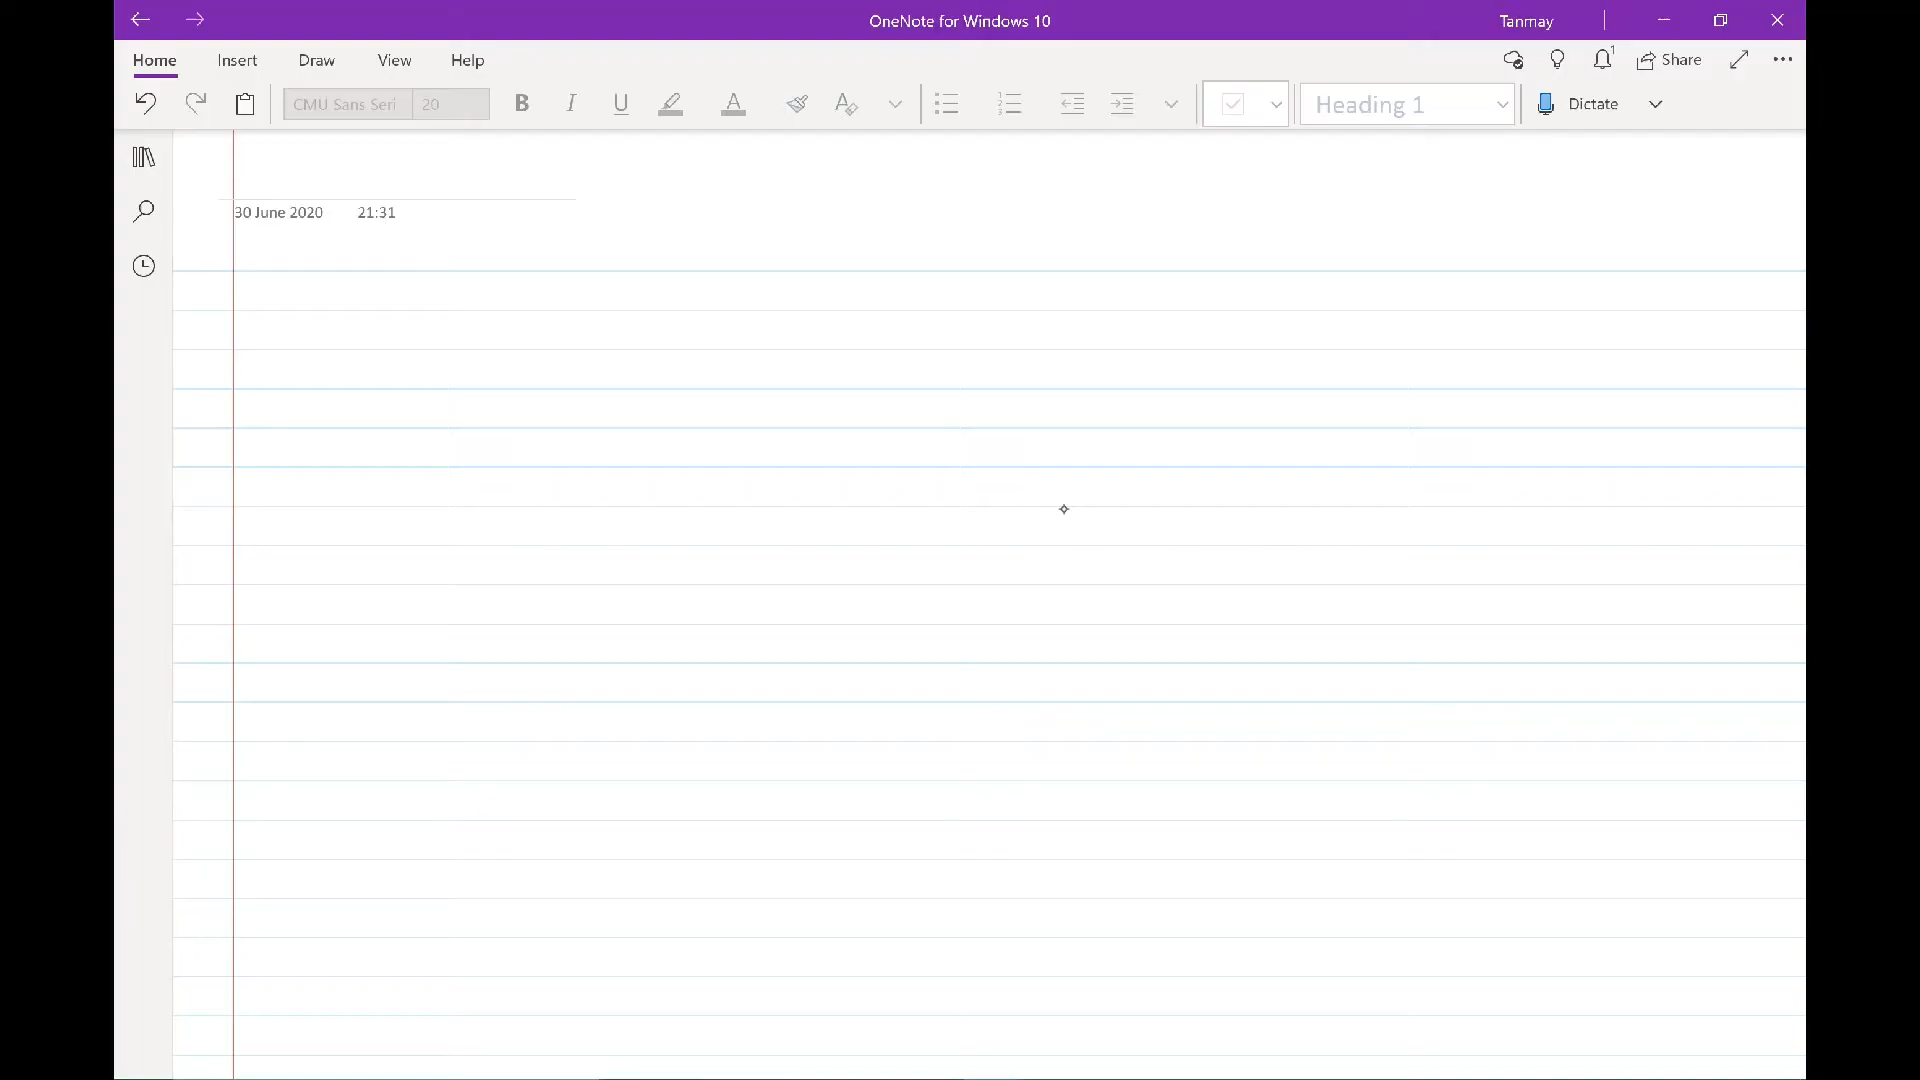 OneNote for Windows 10
Tanmay
Home Insert Draw View Help
1
Share
CMU Sans Seri 20
B I U A A
Heading 1
Dictate
30 June 2020 21:31